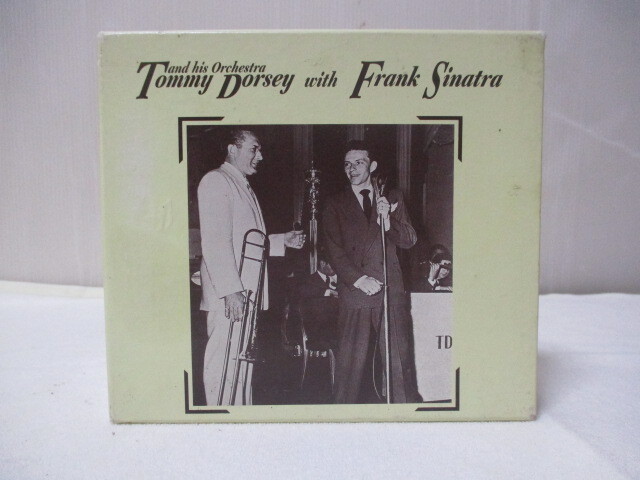 and his Orchestra
Tommy Dorsey with Frank Sinatra
TD